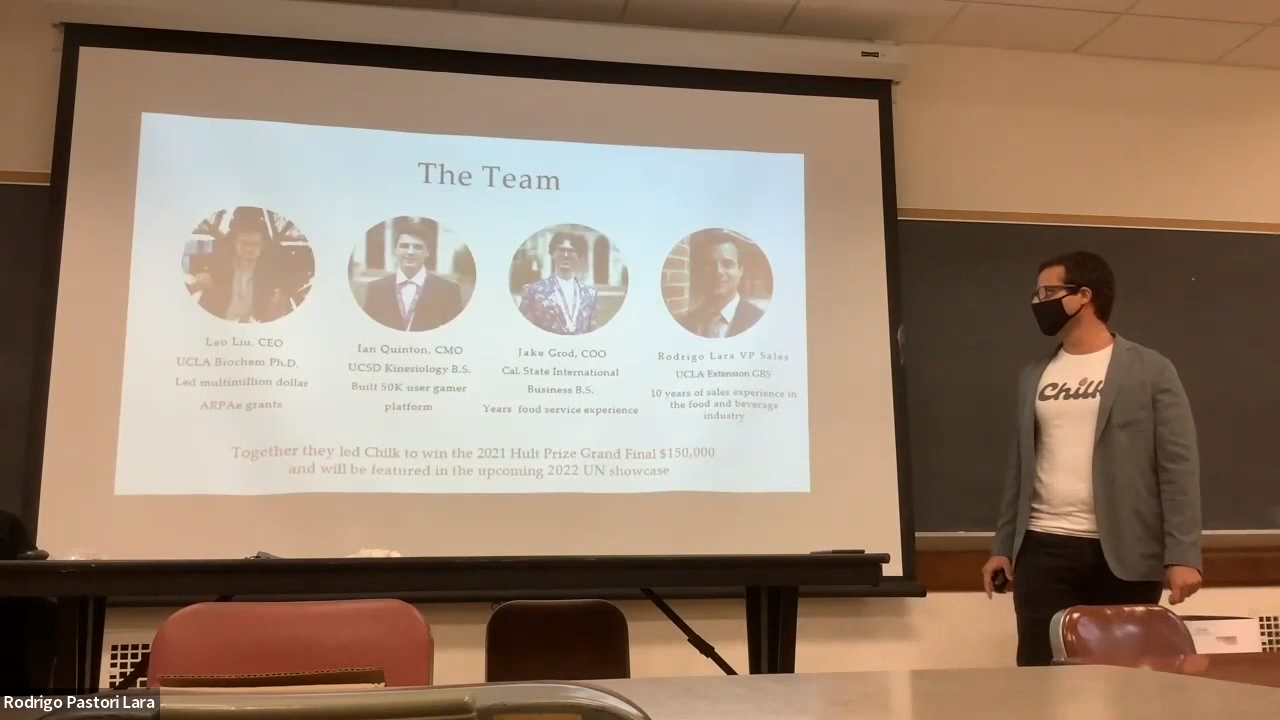 The Team
Leo Liu, CEO
UCLA Biochem Ph.D.
Led multimillion dollar
ARPAe grants
Ian Quinton, CMO
UCSD Kinesiology B.S.
Built 50K user gamer
platform
Jake Grod, COO
Cal. State International
Business B.S.
Years food service experience
Rodrigo Lara VP Sales
UCLA Extension GBS
10 years of sales experience in
the food and beverage
industry
Together they led Chilk to win the 2021 Hult Prize Grand Final $150,000
and will be featured in the upcoming 2022 UN showcase
Chilk
Rodrigo Pastori Lara